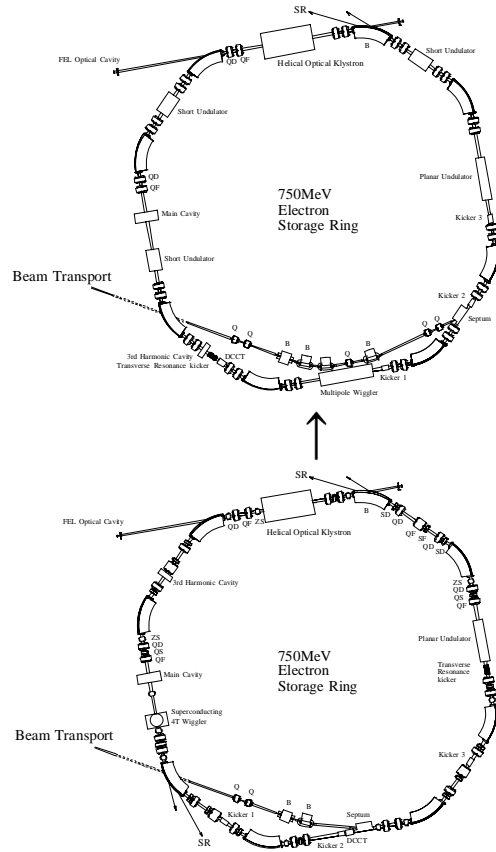 SR
B
Short Undulator
FEL Optical Cavity
QD QF
Helical Optical Klystron
Short Undulator
QD
QF
Planar Undulator
750MeV
Electron
Storage Ring
Main Cavity
Kicker 3
Short Undulator
Beam Transport
Kicker 2
Septum
Q Q
Q Q
B
B
B
Q
3rd Harmonic Cavity
Transverse Resonance kicker
DCCT
Kicker 1
Multipole Wiggler
SR
FEL Optical Cavity
QD QF ZS
Helical Optical Klystron
B
SD
QD
QF
SF
QD
SD
3rd Harmonic Cavity
ZS
QD
QS
QF
ZS
QD
QS
QF
Planar Undulator
Main Cavity
750MeV
Electron
Storage Ring
Transverse
Resonance
kicker
Superconducting
4T Wiggler
Beam Transport
Kicker 3
Q Q
B B
Kicker 1
Septum
SR
Kicker 2
DCCT